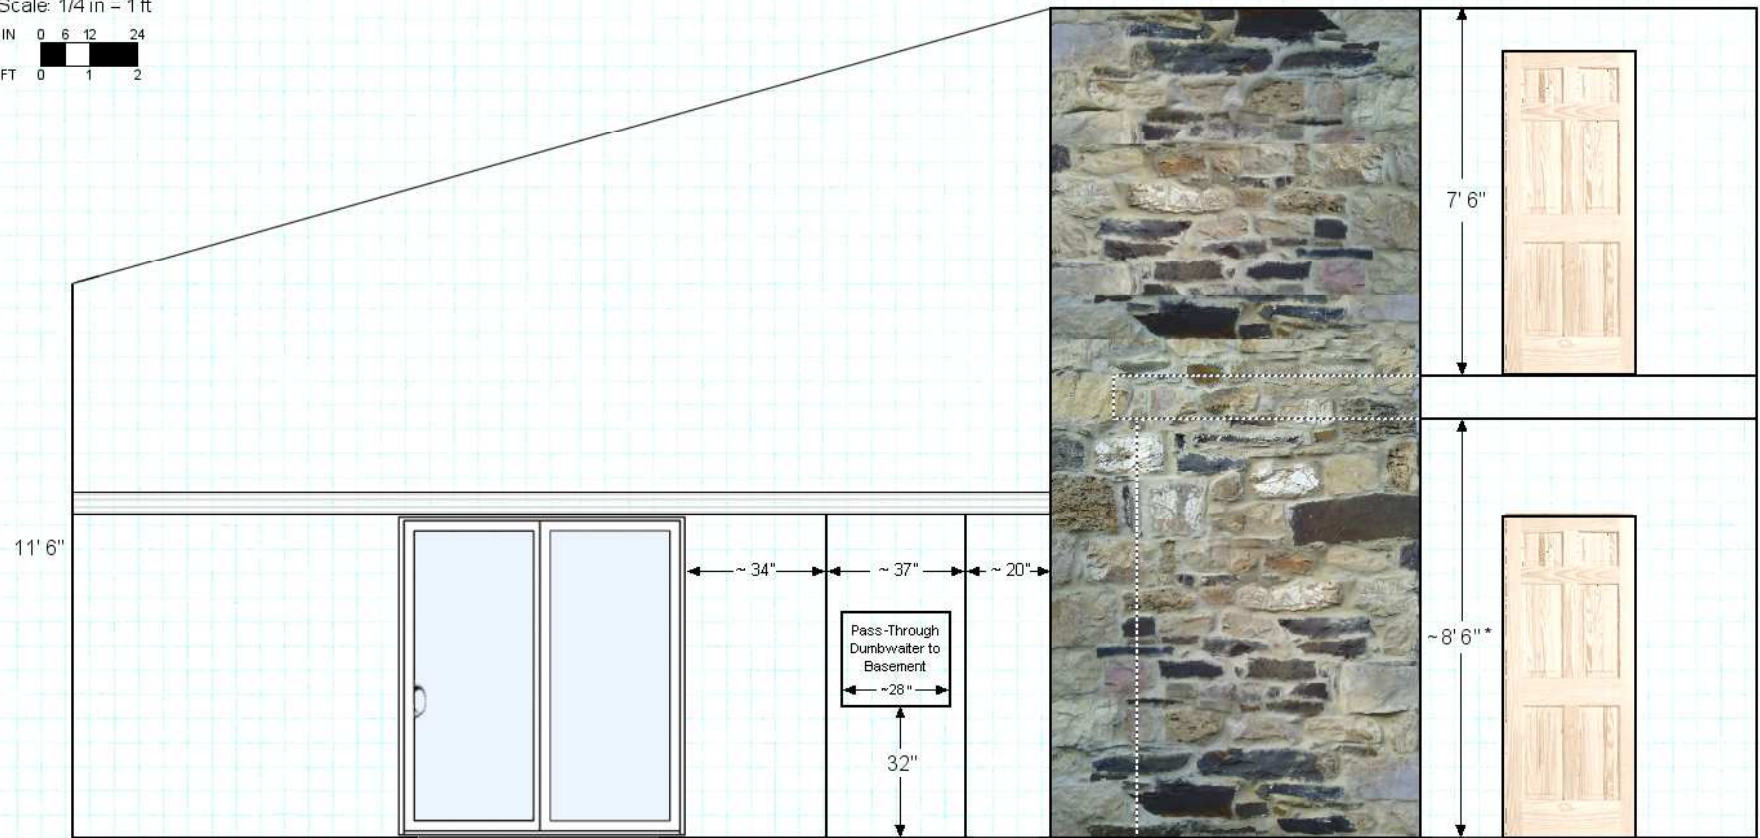 Scale: 1/4 in = 1 ft
IN 0 6 12 24
FT 0 1 2
7' 6"
11' 6"
~ 34"
~ 37"
~ 20"
Pass-Through
Dumbwaiter to
Basement
~28"
~8' 6" *
32"